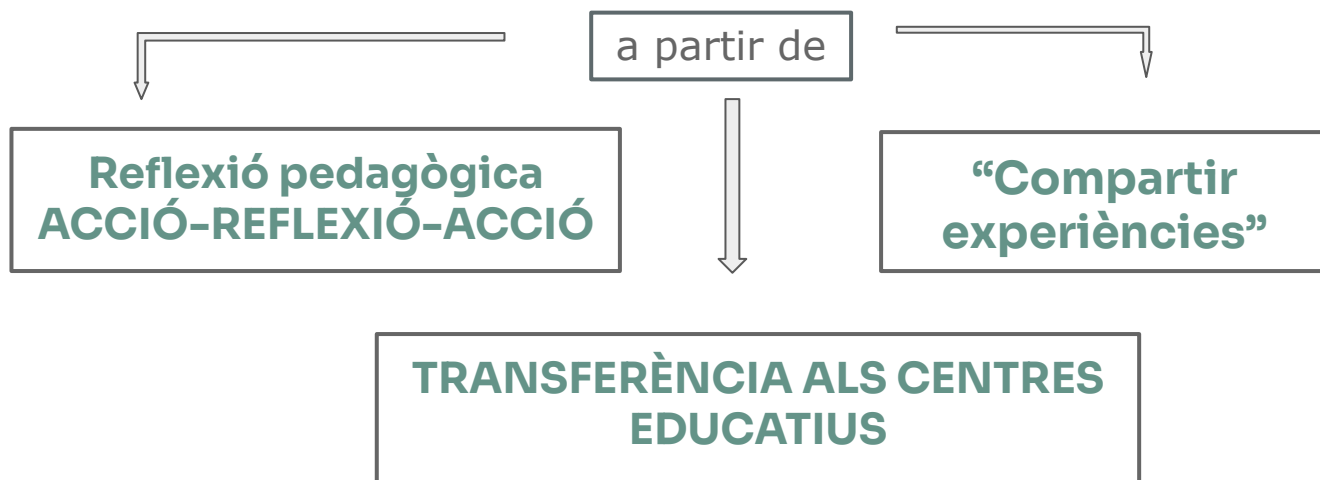 a partir de
Reflexió pedagògica
ACCIÓ-REFLEXIÓ-ACCIÓ
“Compartir
experiències”
TRANSFERÈNCIA ALS CENTRES
EDUCATIUS